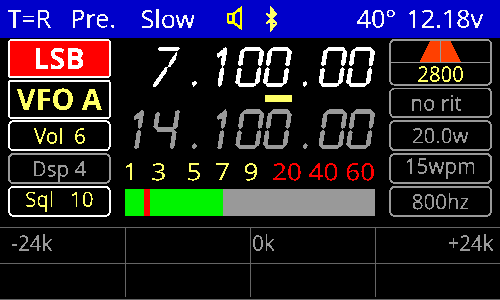 T=R Pre. Slow 40° 12.18v
LSB 7.100.00 2800
VFO A 14.100.00 no rit
Vol 6 20.0w
Dsp 4 1 3 5 7 9 20 40 60 15wpm
Sql 10 800hz
-24k 0k +24k